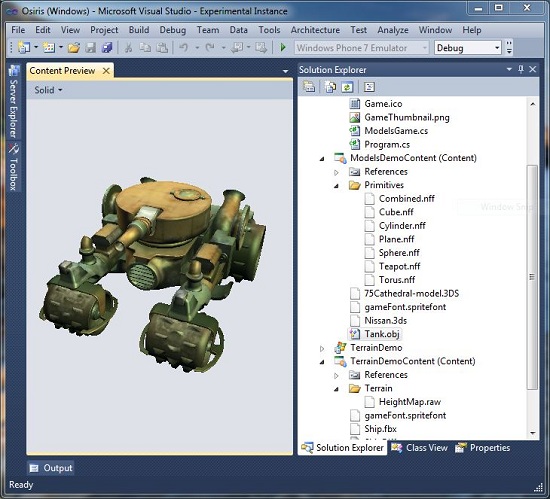 Osiris (Windows) - Microsoft Visual Studio - Experimental Instance
File Edit View Project Build Debug Team Data Tools Architecture Test Analyze Window Help
Windows Phone 7 Emulator Debug
Server Explorer
Toolbox
Content Preview
Solid
Solution Explorer
Game.ico
GameThumbnail.png
ModelsGame.cs
Program.cs
ModelsDemoContent (Content)
References
Primitives
Combined.nff
Cube.nff
Cylinder.nff
Plane.nff
Sphere.nff
Teapot.nff
Torus.nff
75Cathedral-model.3DS
gameFont.spritefont
Nissan.3ds
Tank.obj
TerrainDemo
TerrainDemoContent (Content)
References
Terrain
HeightMap.raw
gameFont.spritefont
Ship.fbx
Solution Explorer Class View Properties
Output
Ready